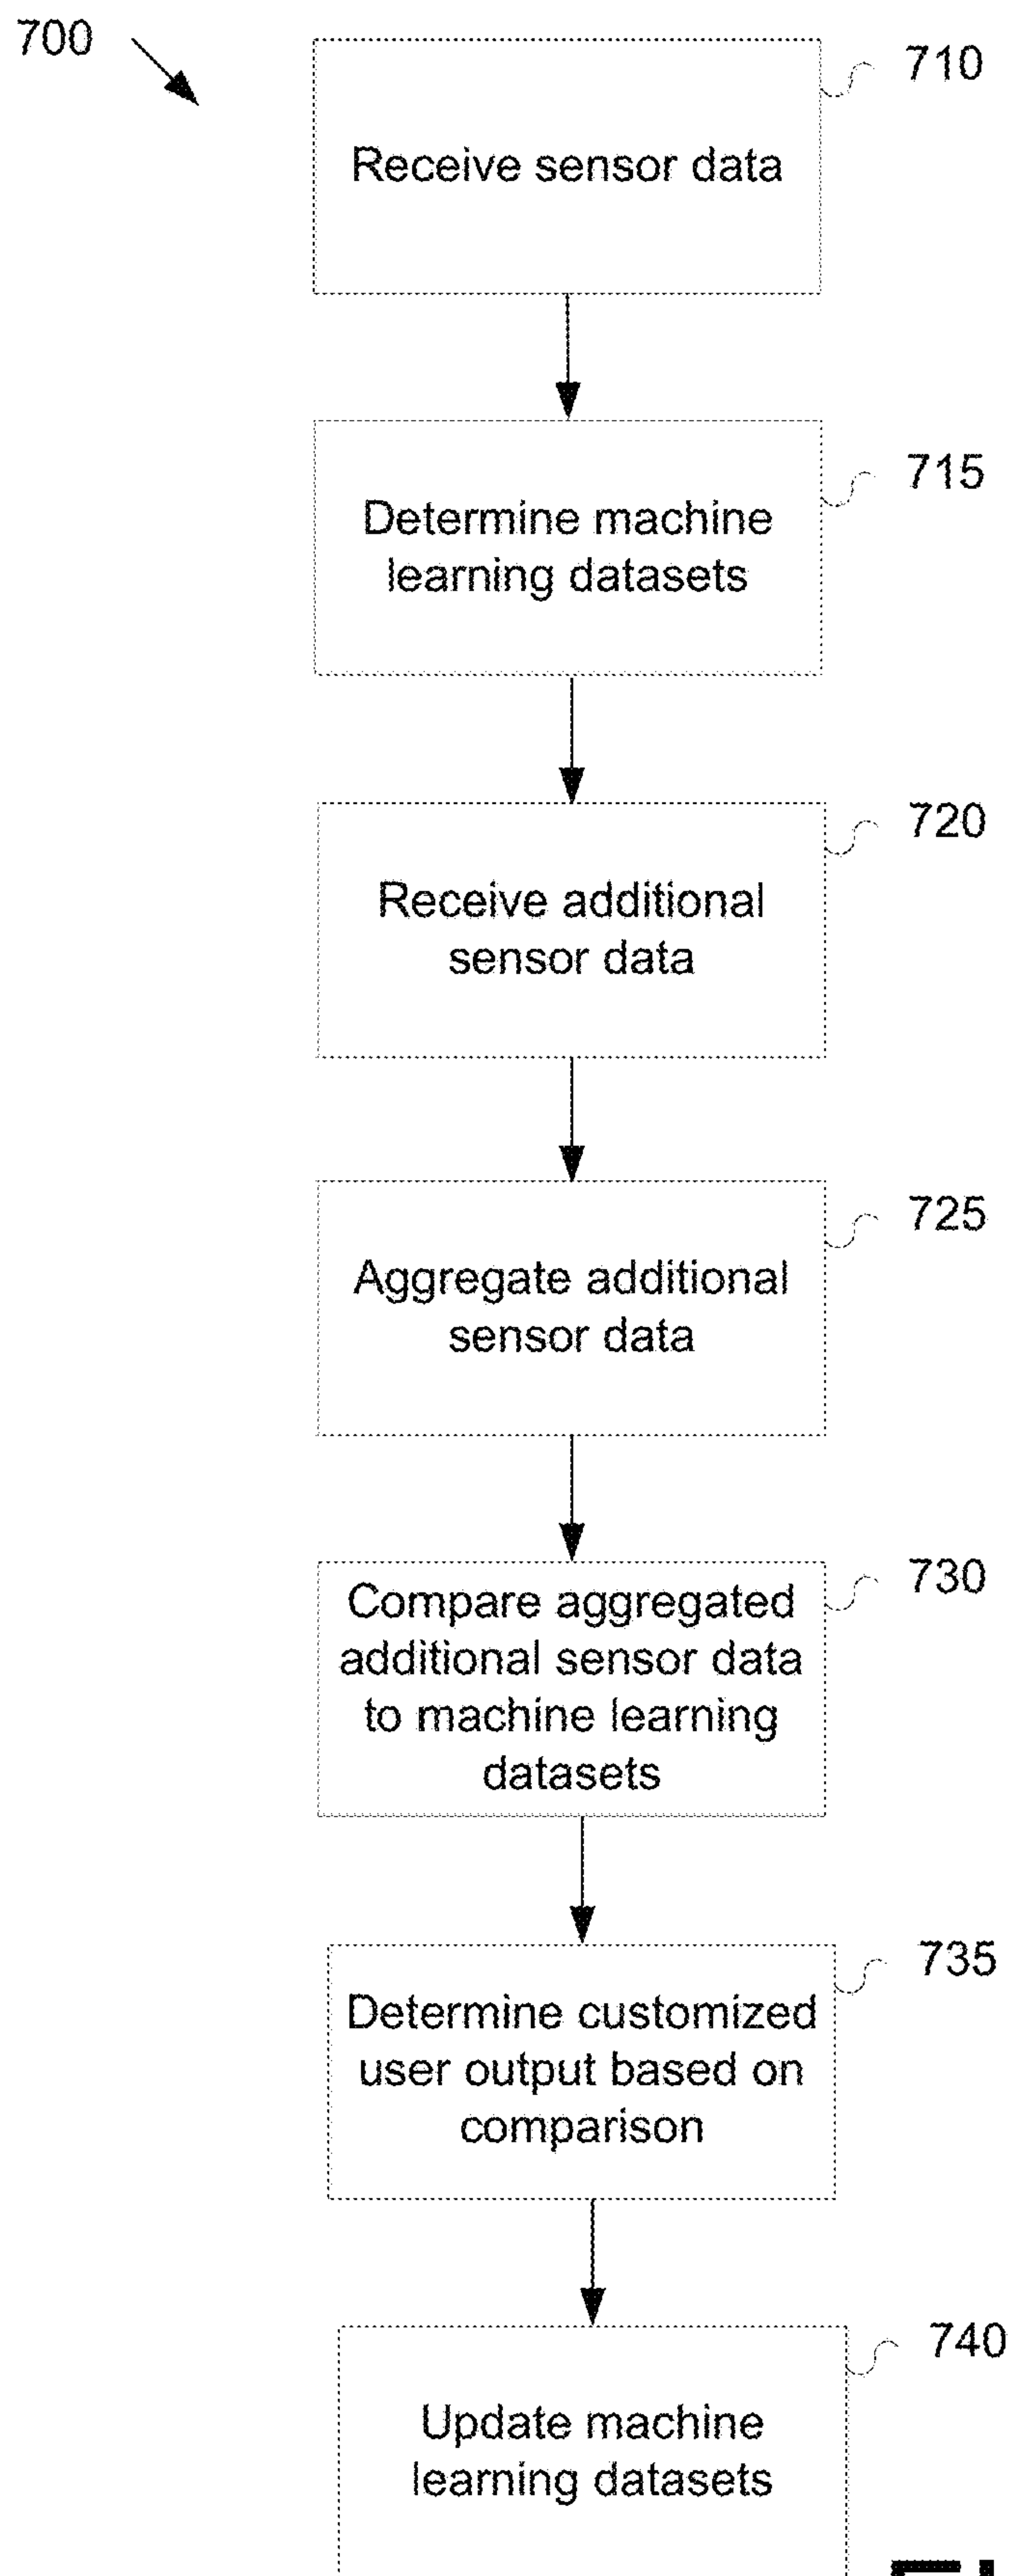 700
710
Receive sensor data
715
Determine machine
learning datasets
720
Receive additional
sensor data
725
Aggregate additional
sensor data
730
Compare aggregated
additional sensor data
to machine learning
datasets
735
Determine customized
user output based on
comparison
740
Update machine
learning datasets